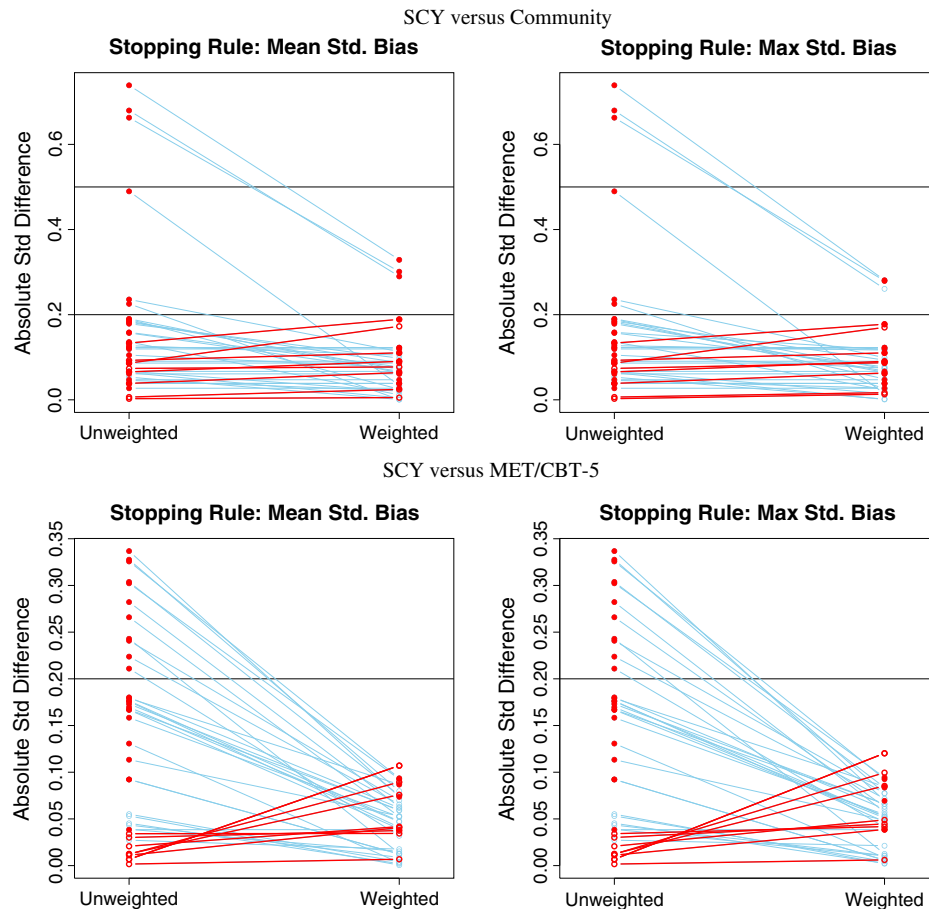 SCY versus Community
Stopping Rule: Mean Std. Bias
Stopping Rule: Max Std. Bias
Absolute Std Difference
0.6
0.4
0.2
0.0
Unweighted
Weighted
Absolute Std Difference
0.6
0.4
0.2
0.0
Unweighted
Weighted
SCY versus MET/CBT-5
Stopping Rule: Mean Std. Bias
Stopping Rule: Max Std. Bias
Absolute Std Difference
0.35
0.30
0.25
0.20
0.15
0.10
0.05
0.00
Unweighted
Weighted
Absolute Std Difference
0.35
0.30
0.25
0.20
0.15
0.10
0.05
0.00
Unweighted
Weighted